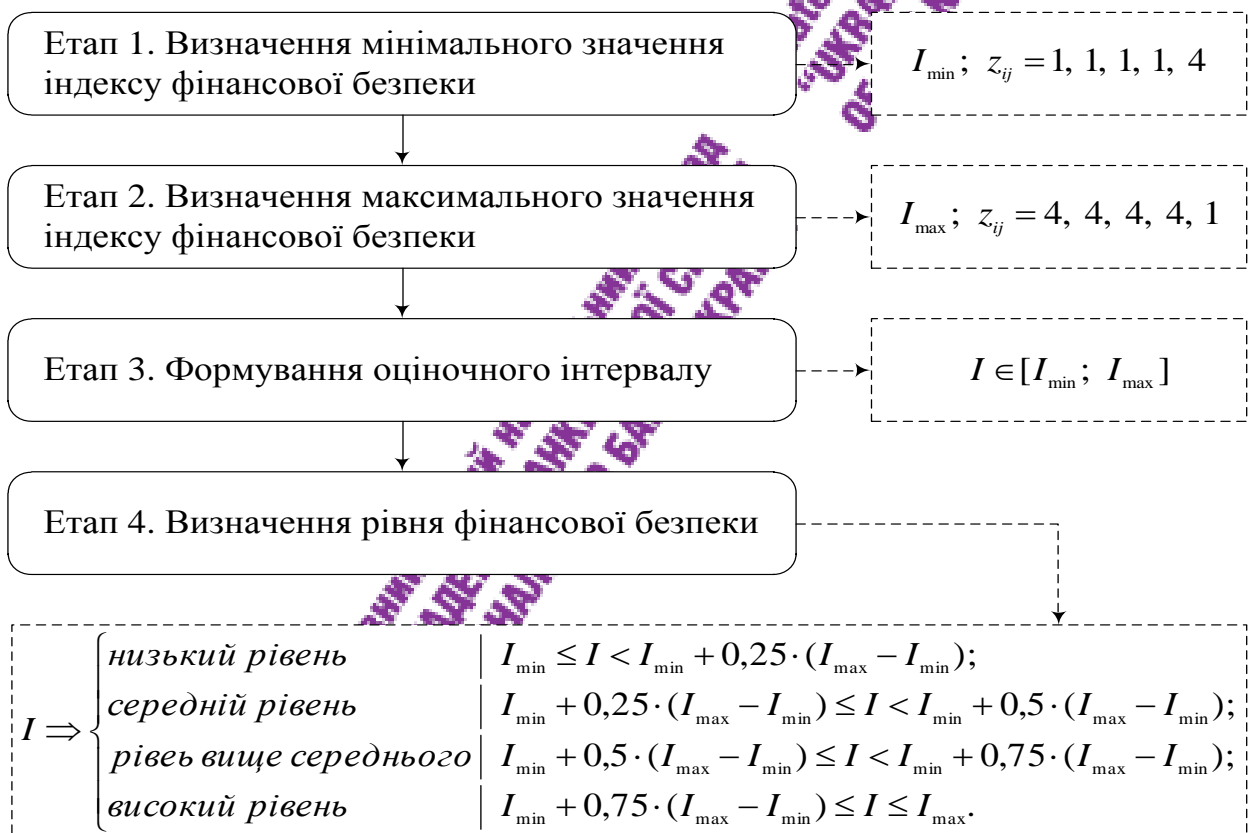 Етап 1. Визначення мінімального значення
індексу фінансової безпеки
I_min; z_ij = 1, 1, 1, 1, 4
Етап 2. Визначення максимального значення
індексу фінансової безпеки
I_max; z_ij = 4, 4, 4, 4, 1
Етап 3. Формування оціночного інтервалу
I ∈ [I_min; I_max]
Етап 4. Визначення рівня фінансової безпеки
I ⇒
низький рівень | I_min ≤ I < I_min + 0,25·(I_max − I_min);
середній рівень | I_min + 0,25·(I_max − I_min) ≤ I < I_min + 0,5·(I_max − I_min);
рівеь вище середнього | I_min + 0,5·(I_max − I_min) ≤ I < I_min + 0,75·(I_max − I_min);
високий рівень | I_min + 0,75·(I_max − I_min) ≤ I ≤ I_max.